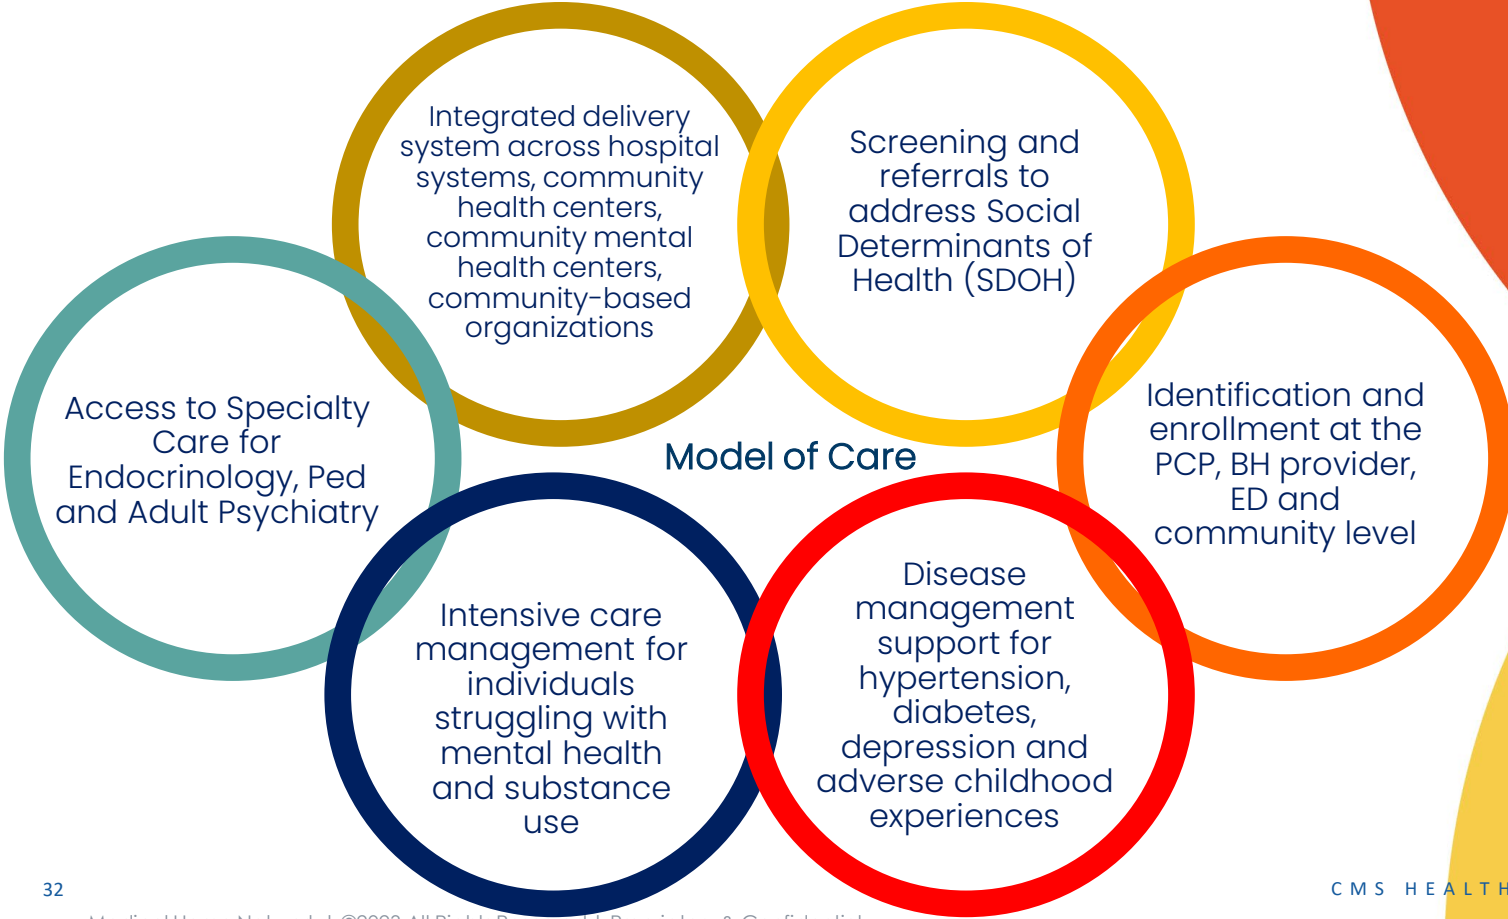 Integrated delivery
system across hospital
systems, community
health centers,
community mental
health centers,
community-based
organizations
Screening and
referrals to
address Social
Determinants of
Health (SDOH)
Identification and
enrollment at the
PCP, BH provider,
ED and
community level
Access to Specialty
Care for
Endocrinology, Ped
and Adult Psychiatry
Model of Care
Disease
management
support for
hypertension,
diabetes,
depression and
adverse childhood
experiences
Intensive care
management for
individuals
struggling with
mental health
and substance
use
32
CMS HEALTH